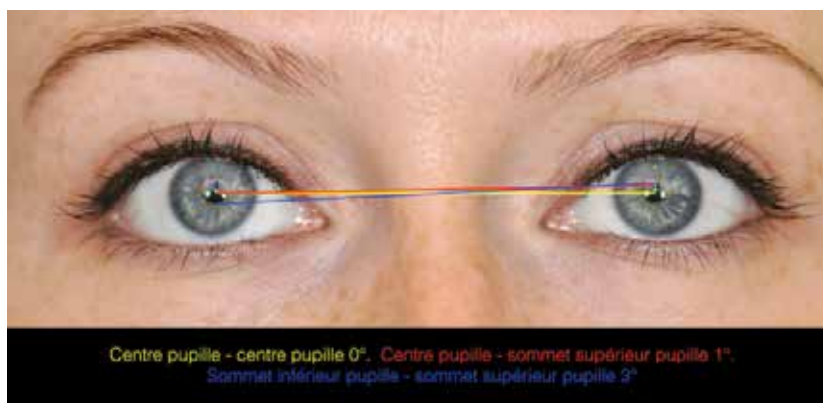 Centre pupille - centre pupille 0°. Centre pupille - sommet supérieur pupille 1°.
Sommet inférieur pupille - sommet supérieur pupille 3°